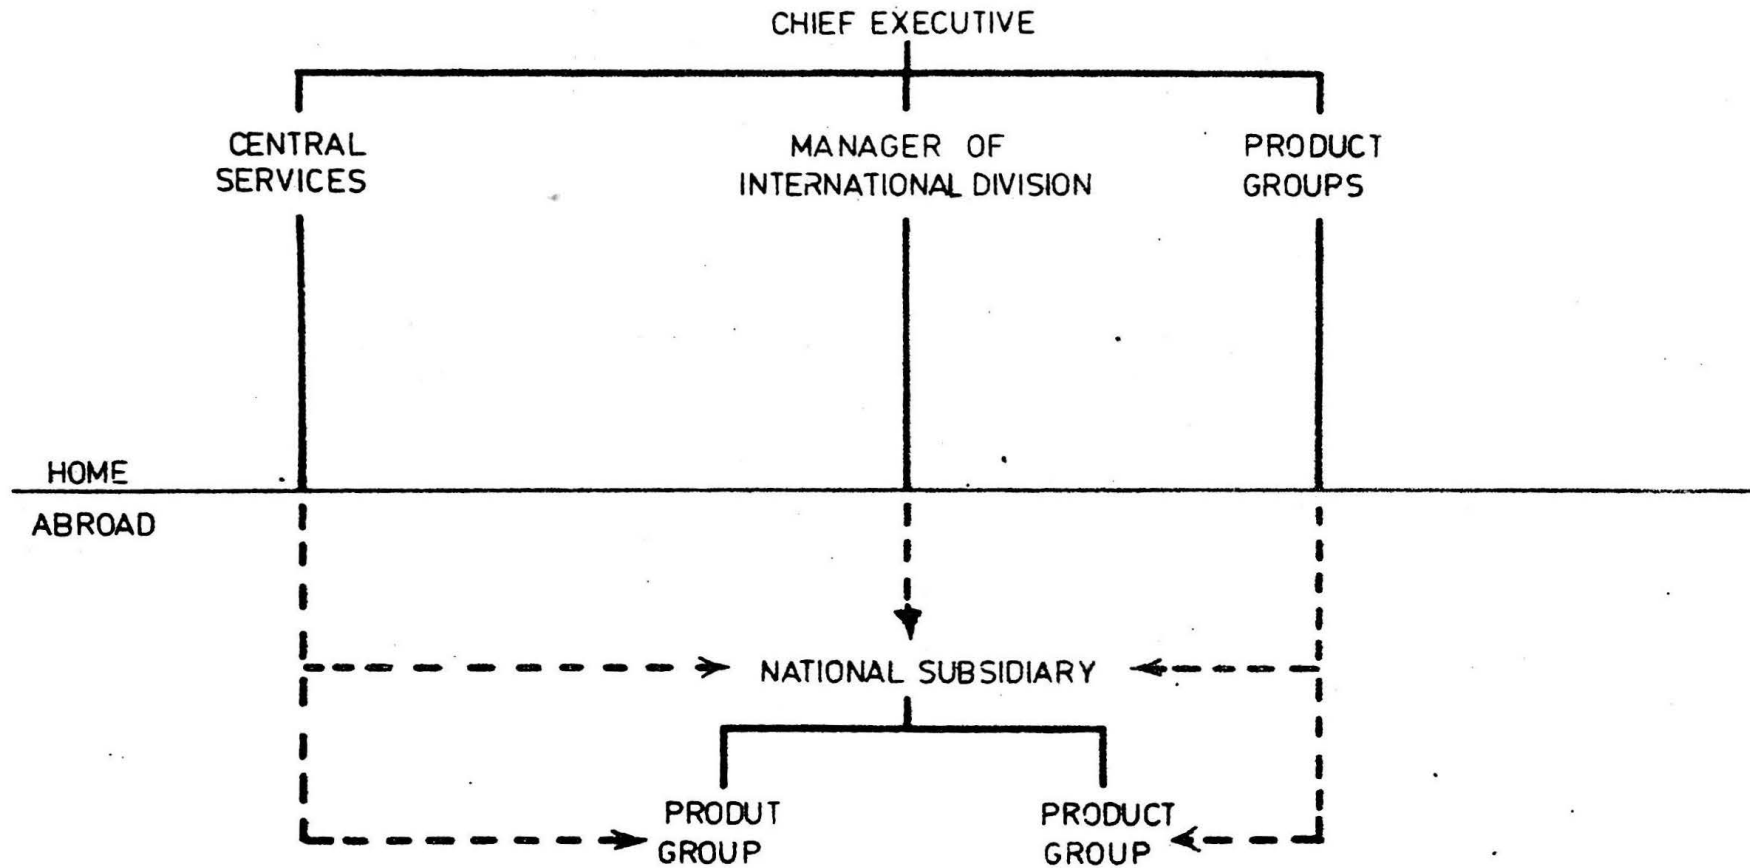 CHIEF EXECUTIVE
CENTRAL
SERVICES
MANAGER OF
INTERNATIONAL DIVISION
PRODUCT
GROUPS
HOME
ABROAD
NATIONAL SUBSIDIARY
PRODUT
GROUP
PRODUCT
GROUP